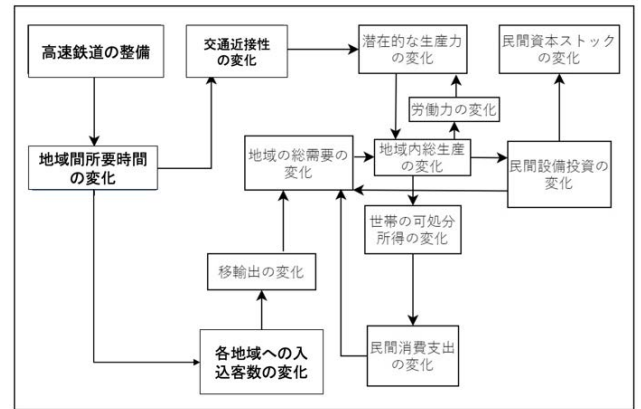 高速鉄道の整備
交通近接性
の変化
潜在的な生産力
の変化
民間資本ストック
の変化
労働力の変化
地域間所要時間
の変化
地域の総需要の
変化
地域内総生産
の変化
民間設備投資の
変化
世帯の可処分
所得の変化
移輸出の変化
各地域への入
込客数の変化
民間消費支出
の変化